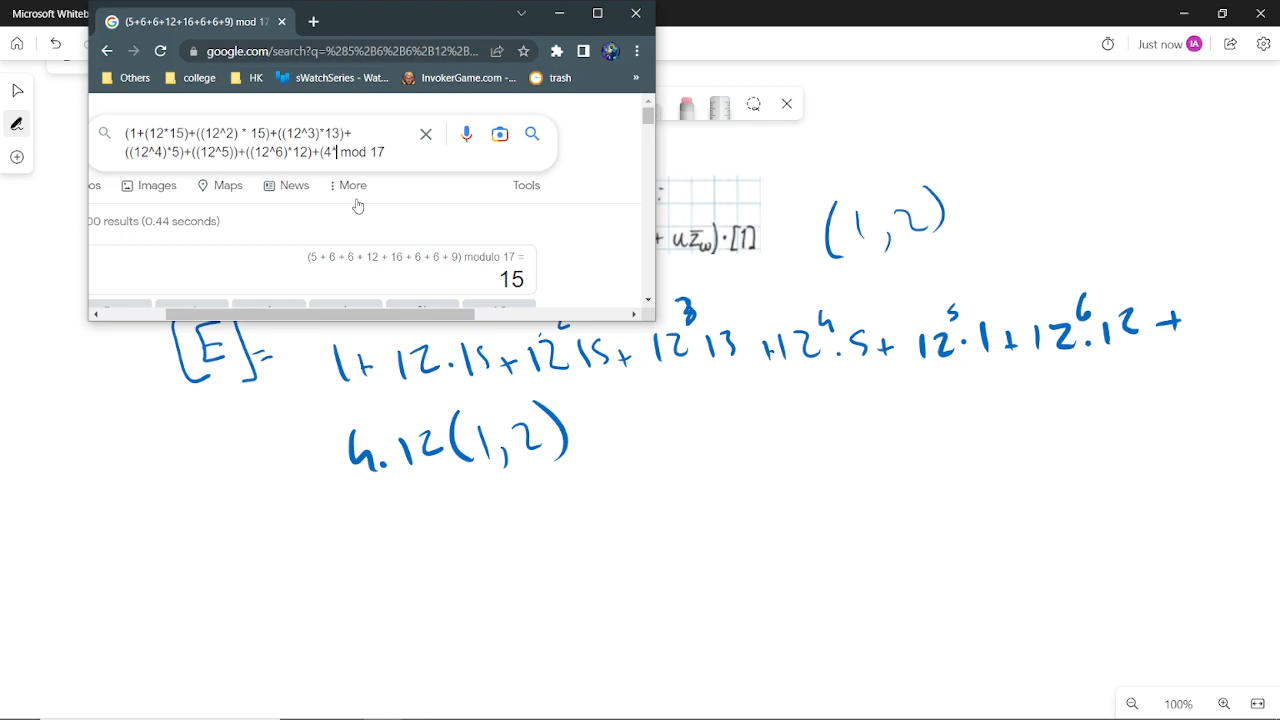 Microsoft Whiteb
(5+6+6+12+16+6+6+9) mod 17
google.com/search?q=%285%2B6%2B6%2B12%2B...
Just now IA
Others college HK sWatchSeries - Wat... InvokerGame.com -... trash »
(1+(12*15)+((12^2) * 15)+((12^3)*13)+
((12^4)*5)+((12^5))+((12^6)*12)+(4* mod 17
os Images Maps News More Tools
00 results (0.44 seconds)
(5 + 6 + 6 + 12 + 16 + 6 + 6 + 9) modulo 17 =
15
+ uz̄ω)·[1]
(1,2)
[E]= 1+12·15+12²15+12³13+12⁴·5+12⁵·1+12⁶·12+
4.12(1,2)
100%